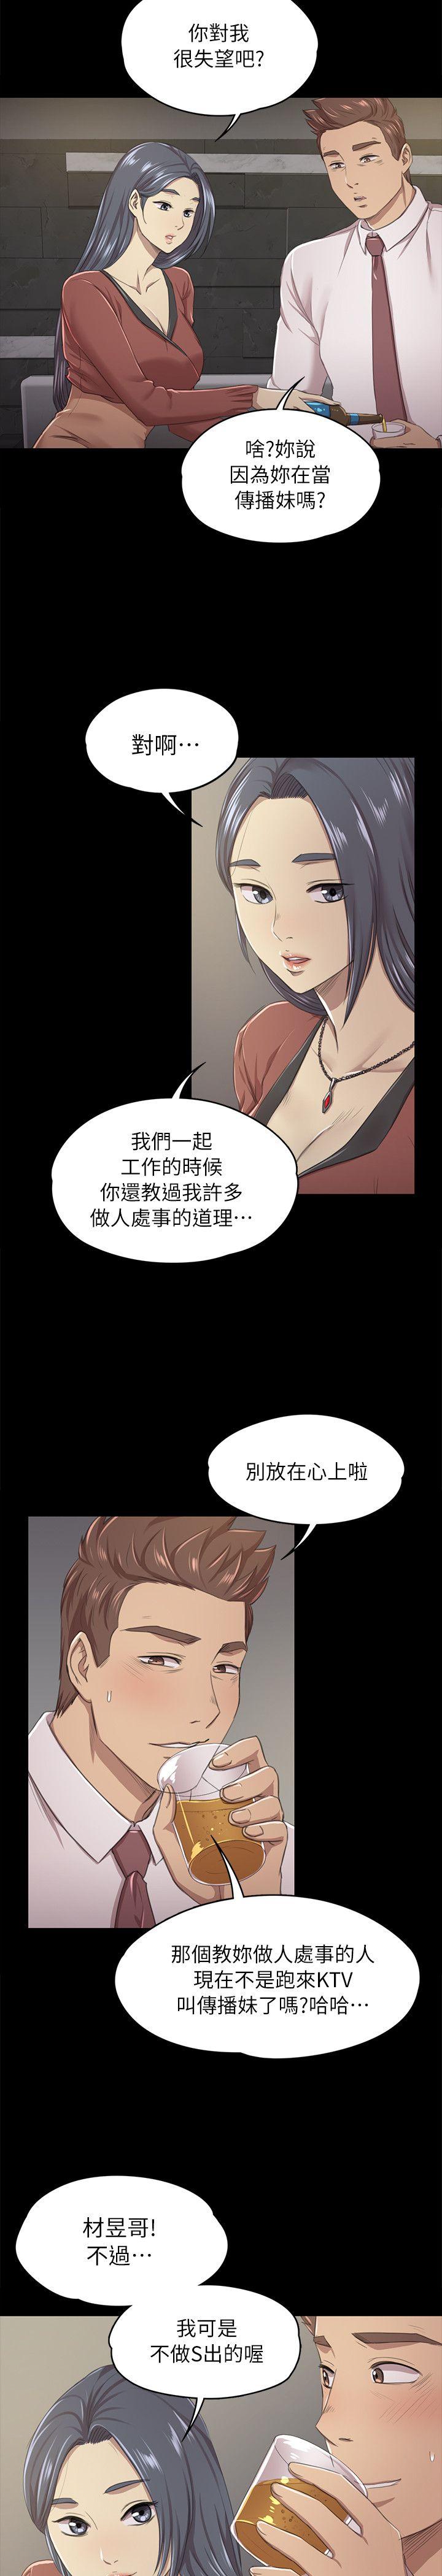 你對我
很失望吧?
啥?妳說
因為妳在當
傳播妹嗎?
對啊…
我們一起
工作的時候
你還教過我許多
做人處事的道理…
別放在心上啦
那個教妳做人處事的人
現在不是跑來KTV
叫傳播妹了嗎?哈哈…
材昱哥!
不過…
我可是
不做S出的喔